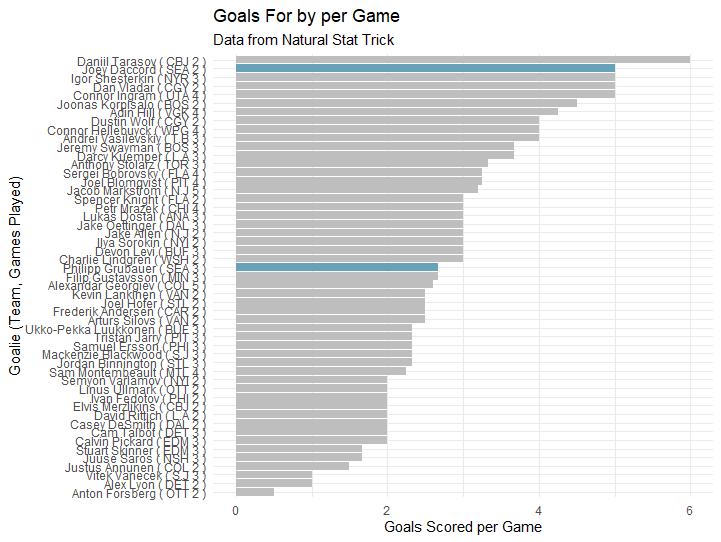 Goals For by per Game
Data from Natural Stat Trick
Goalie (Team, Games Played)
Daniil Tarasov ( CBJ 2 )
Joey Daccord ( SEA 2 )
Igor Shesterkin ( NYR 3 )
Dan Vladar ( CGY 2 )
Connor Ingram ( UTA 4 )
Joonas Korpisalo ( BOS 2 )
Adin Hill ( VGK 4 )
Dustin Wolf ( CGY 2 )
Connor Hellebuyck ( WPG 4 )
Andrei Vasilevskiy ( T.B 3 )
Jeremy Swayman ( BOS 3 )
Darcy Kuemper ( L.A 3 )
Anthony Stolarz ( TOR 3 )
Sergei Bobrovsky ( FLA 4 )
Joel Blomqvist ( PIT 4 )
Jacob Markstrom ( N.J 5 )
Spencer Knight ( FLA 2 )
Petr Mrazek ( CHI 4 )
Lukas Dostal ( ANA 3 )
Jake Oettinger ( DAL 3 )
Jake Allen ( N.J 2 )
Ilya Sorokin ( NYI 2 )
Devon Levi ( BUF 3 )
Charlie Lindgren ( WSH 2 )
Philipp Grubauer ( SEA 3 )
Filip Gustavsson ( MIN 3 )
Alexandar Georgiev ( COL 5 )
Kevin Lankinen ( VAN 2 )
Joel Hofer ( STL 2 )
Frederik Andersen ( CAR 2 )
Arturs Silovs ( VAN 2 )
Ukko-Pekka Luukkonen ( BUF 3 )
Tristan Jarry ( PIT 3 )
Samuel Ersson ( PHI 3 )
Mackenzie Blackwood ( S.J 3 )
Jordan Binnington ( STL 3 )
Sam Montembeault ( MTL 4 )
Semyon Varlamov ( NYI 2 )
Linus Ullmark ( OTT 2 )
Ivan Fedotov ( PHI 2 )
Elvis Merzlikins ( CBJ 2 )
David Rittich ( L.A 2 )
Casey DeSmith ( DAL 2 )
Cam Talbot ( DET 3 )
Calvin Pickard ( EDM 3 )
Stuart Skinner ( EDM 3 )
Juuse Saros ( NSH 3 )
Justus Annunen ( COL 2 )
Vitek Vanecek ( S.J 3 )
Alex Lyon ( DET 2 )
Anton Forsberg ( OTT 2 )
0 2 4 6
Goals Scored per Game